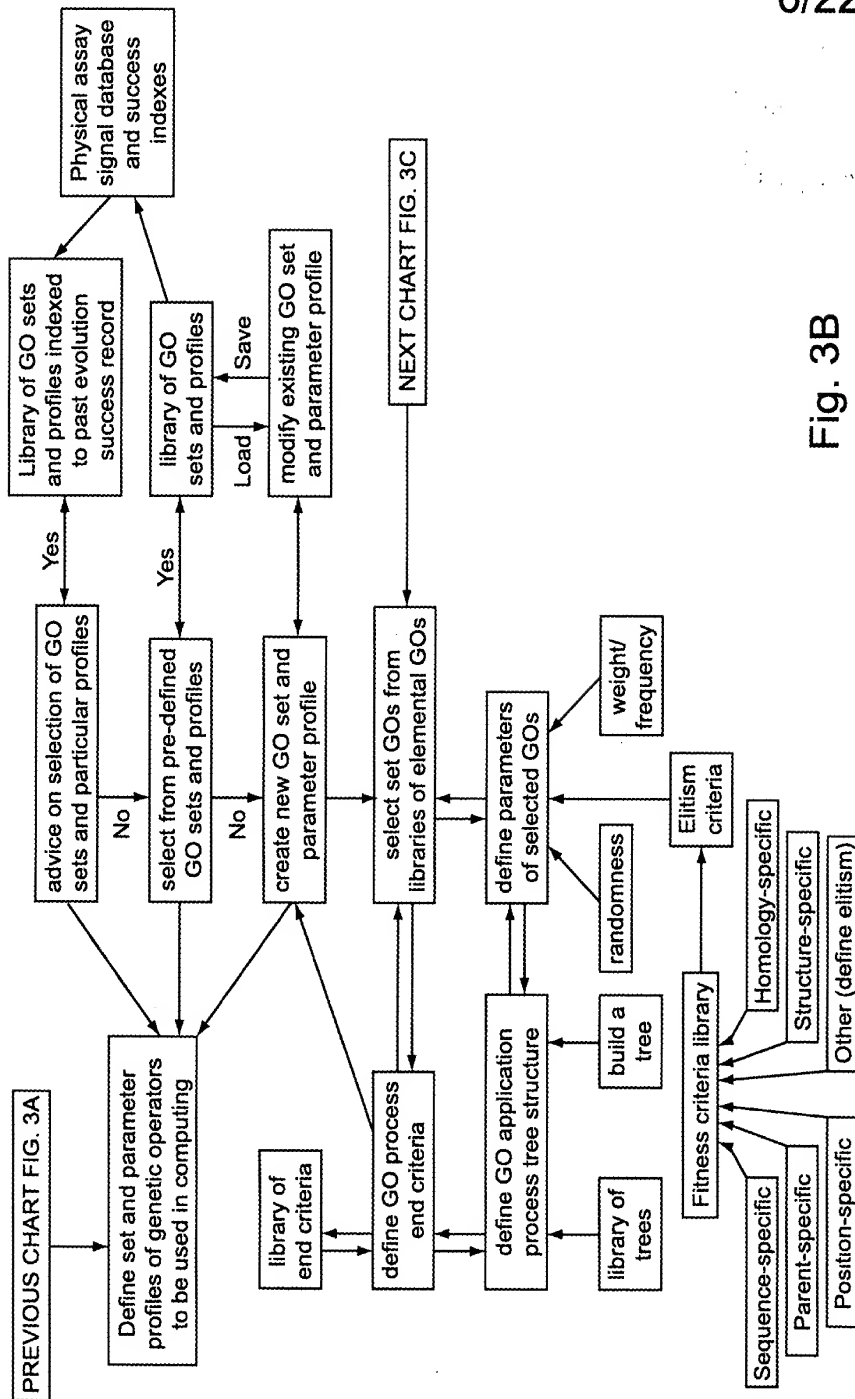 6/22
PREVIOUS CHART FIG. 3A
Define set and parameter
profiles of genetic operators
to be used in computing
advice on selection of GO
sets and particular profiles
Yes
Library of GO sets
and profiles indexed
to past evolution
success record
Physical assay
signal database
and success
indexes
No
select from pre-defined
GO sets and profiles
Yes
library of GO
sets and profiles
No
Load
Save
create new GO set and
parameter profile
modify existing GO set
and parameter profile
library of
end criteria
define GO process
end criteria
select set GOs from
libraries of elemental GOs
NEXT CHART FIG. 3C
define GO application
process tree structure
define parameters
of selected GOs
library of
trees
build a
tree
randomness
weight/
frequency
Elitism
criteria
Fitness criteria library
Sequence-specific
Parent-specific
Position-specific
Homology-specific
Structure-specific
Other (define elitism)
Fig. 3B